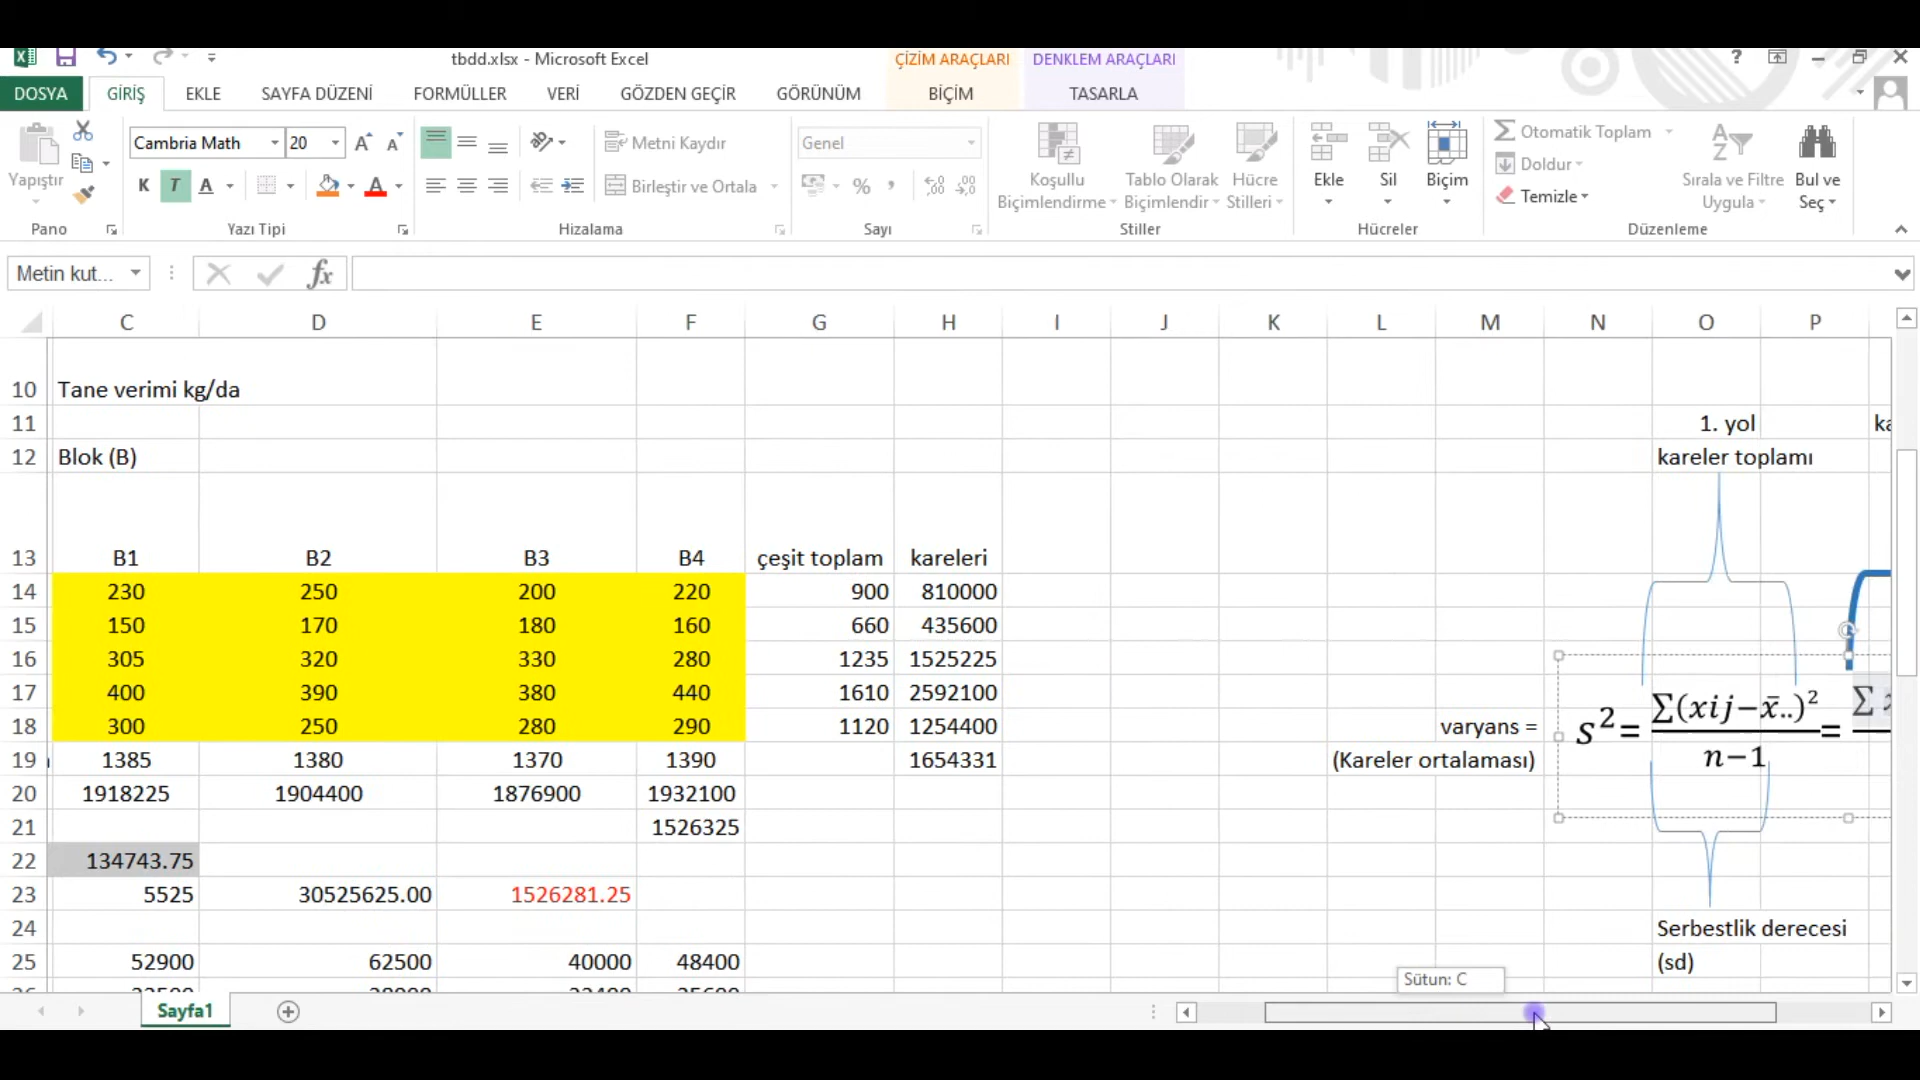 tbdd.xlsx - Microsoft Excel
ÇİZİM ARAÇLARI
DENKLEM ARAÇLARI
?
DOSYA GİRİŞ EKLE SAYFA DÜZENİ FORMÜLLER VERİ GÖZDEN GEÇİR GÖRÜNÜM BİÇİM TASARLA
Yapıştır
Cambria Math 20
K T A
Metni Kaydır
Birleştir ve Ortala
Genel
%
Koşullu Biçimlendirme
Tablo Olarak Biçimlendir
Hücre Stilleri
Ekle
Sil
Biçim
Otomatik Toplam
Doldur
Temizle
Sırala ve Filtre Uygula
Bul ve Seç
Pano Yazı Tipi Hizalama Sayı Stiller Hücreler Düzenleme
Metin kut... fx
C D E F G H I J K L M N O P
10 Tane verimi kg/da
11 1. yol
12 Blok (B) kareler toplamı
13 B1 B2 B3 B4 çeşit toplam kareleri
14 230 250 200 220 900 810000
15 150 170 180 160 660 435600
16 305 320 330 280 1235 1525225
17 400 390 380 440 1610 2592100
18 300 250 280 290 1120 1254400 varyans =
s²= ∑(xij−x̄..)² =
n−1
19 1385 1380 1370 1390 1654331 (Kareler ortalaması)
20 1918225 1904400 1876900 1932100
21 1526325
22 134743.75
23 5525 30525625.00 1526281.25
24 Serbestlik derecesi
25 52900 62500 40000 48400 (sd)
Sütun: C
Sayfa1